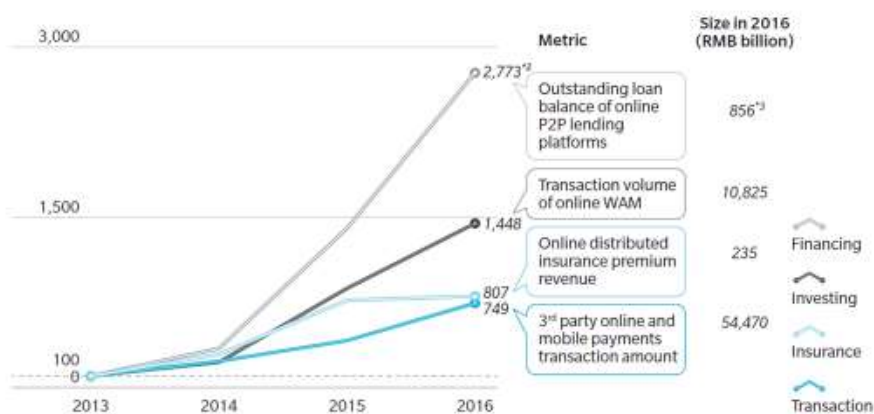 3,000
1,500
100
0
2013
2014
2015
2016
2,773*2
1,448
807
749
Metric
Size in 2016
(RMB billion)
Outstanding loan
balance of online
P2P lending
platforms
856*3
Transaction volume
of online WAM
10,825
Online distributed
insurance premium
revenue
235
3rd party online and
mobile payments
transaction amount
54,470
Financing
Investing
Insurance
Transaction